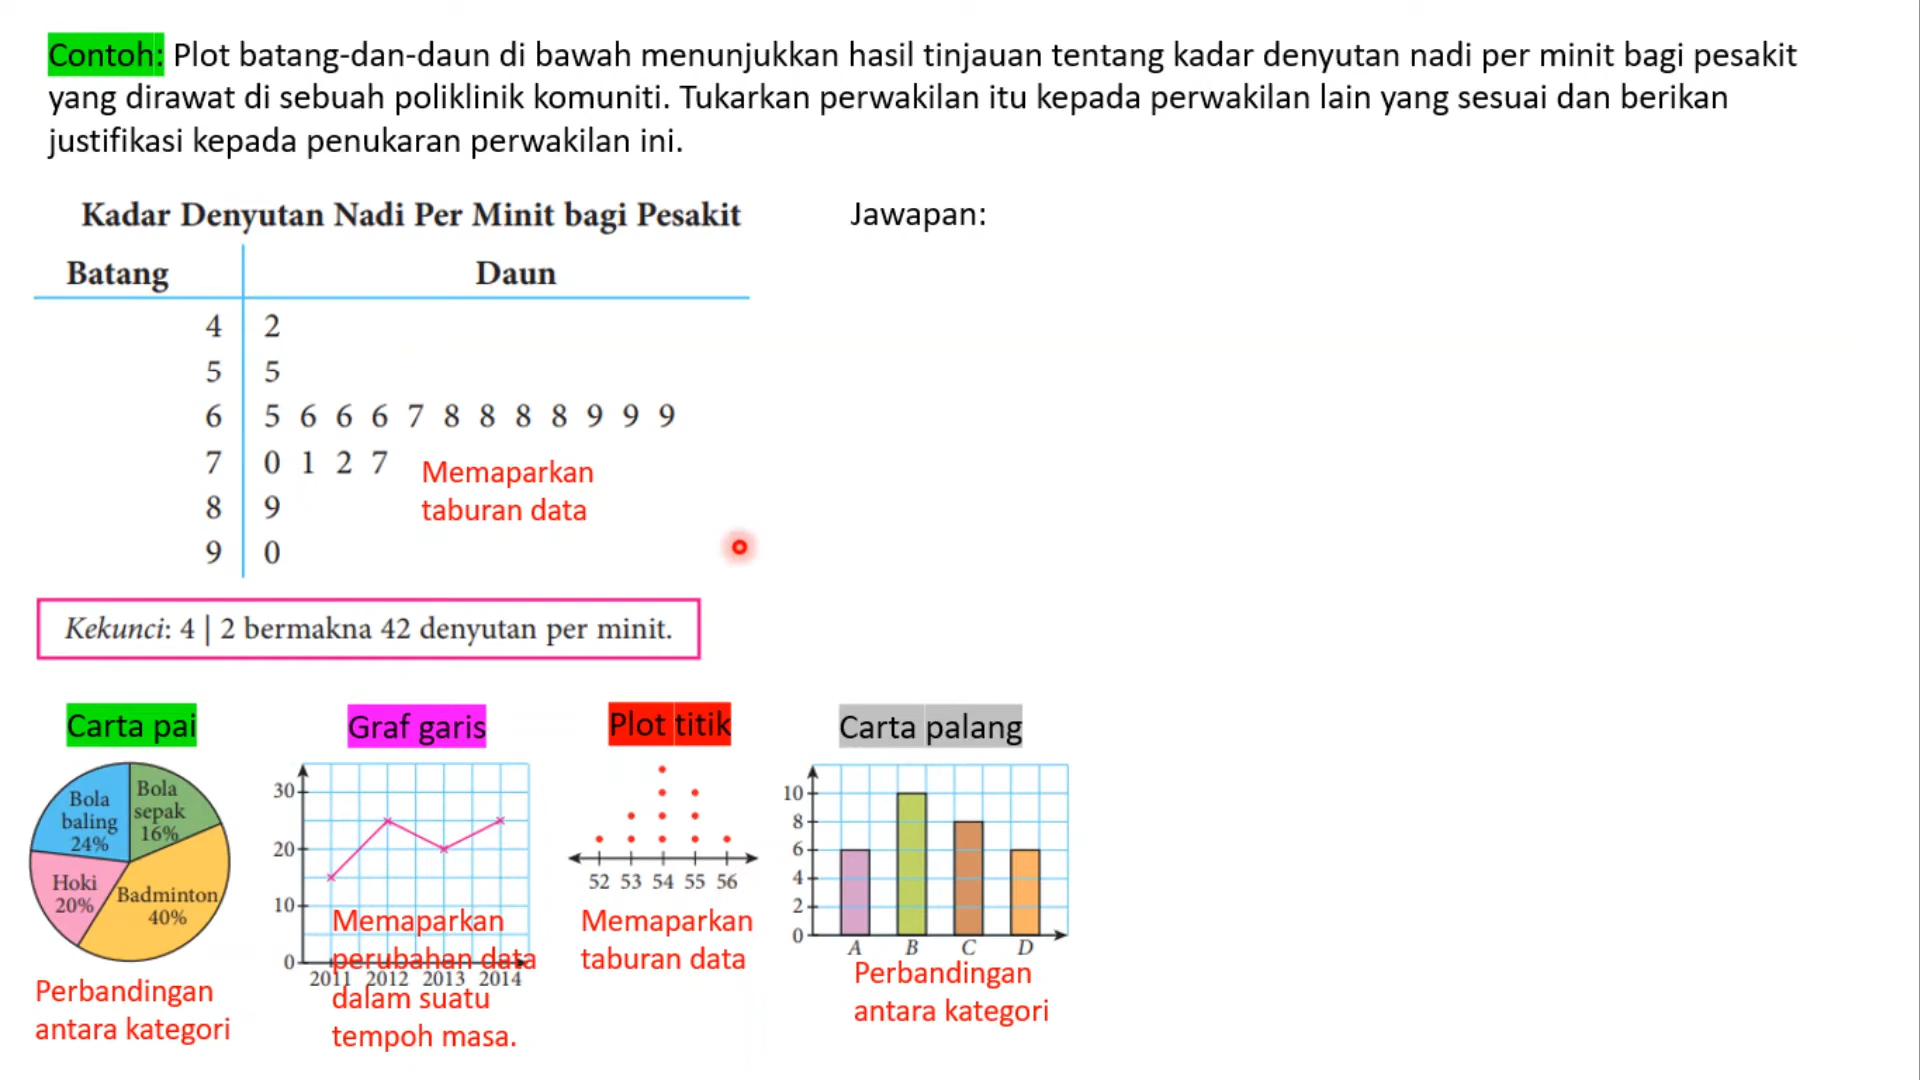 Contoh: Plot batang-dan-daun di bawah menunjukkan hasil tinjauan tentang kadar denyutan nadi per minit bagi pesakit
yang dirawat di sebuah poliklinik komuniti. Tukarkan perwakilan itu kepada perwakilan lain yang sesuai dan berikan
justifikasi kepada penukaran perwakilan ini.
Kadar Denyutan Nadi Per Minit bagi Pesakit
Jawapan:
Batang Daun
4 2
5 5
6 5 6 6 6 7 8 8 8 8 9 9 9
7 0 1 2 7
8 9
9 0
Memaparkan
taburan data
Kekunci: 4 | 2 bermakna 42 denyutan per minit.
Carta pai
Bola
baling
24%
Bola
sepak
16%
Hoki
20%
Badminton
40%
Perbandingan
antara kategori
Graf garis
30
20
10
0
2011 2012 2013 2014
Memaparkan
perubahan data
dalam suatu
tempoh masa.
Plot titik
52 53 54 55 56
Memaparkan
taburan data
Carta palang
10
8
6
4
2
0
A B C D
Perbandingan
antara kategori